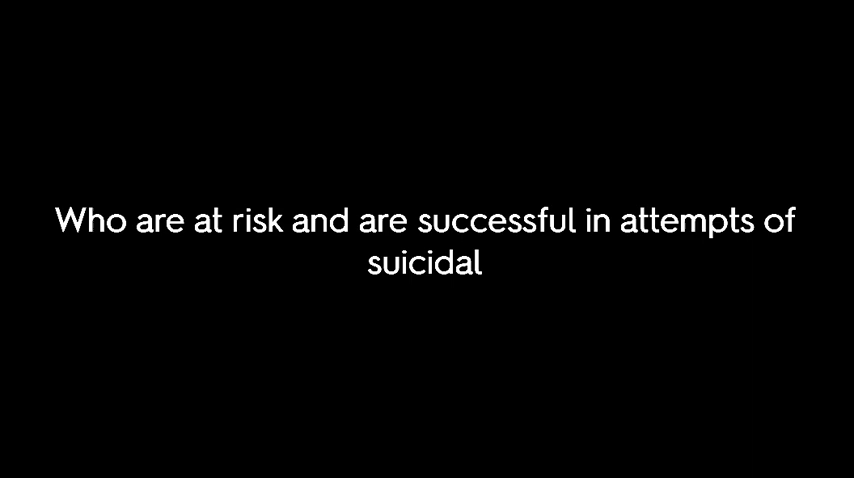 Who are at risk and are successful in attempts of
suicidal